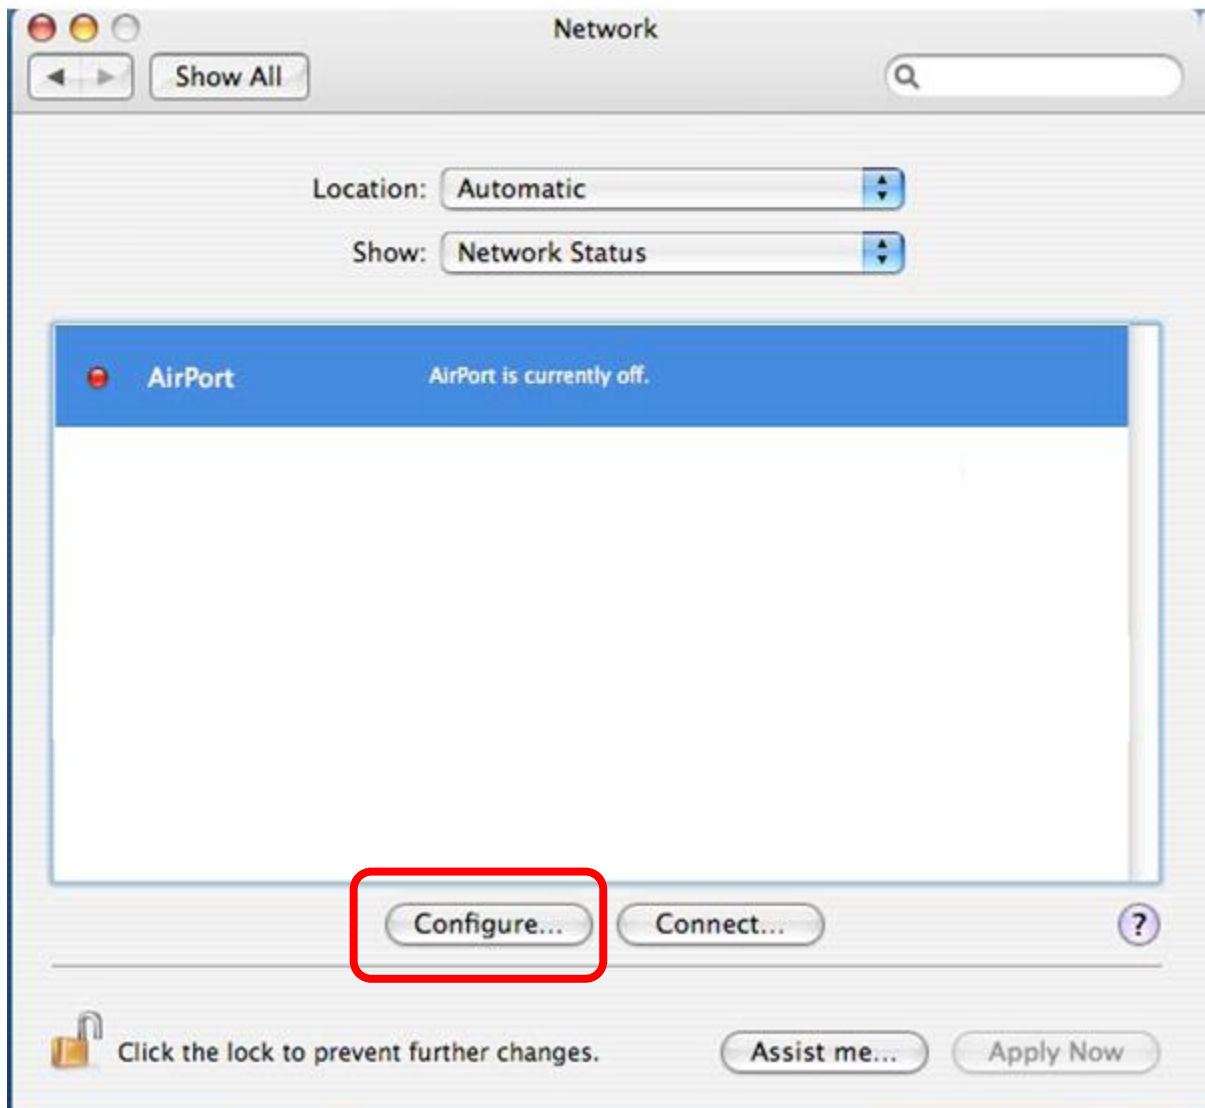 Network
Show All
Location: Automatic
Show: Network Status
AirPort AirPort is currently off.
Configure... Connect... ?
Click the lock to prevent further changes. Assist me... Apply Now